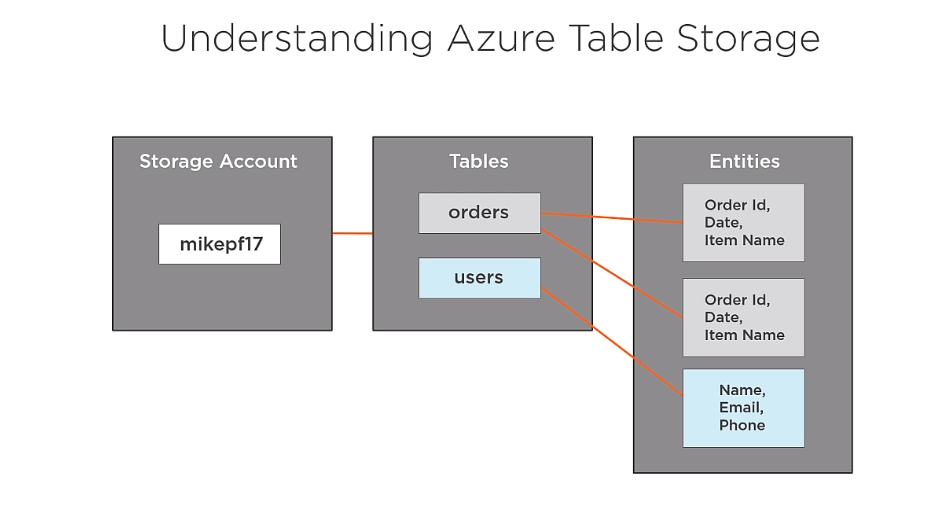 Understanding Azure Table Storage
Storage Account
mikepf17
Tables
orders
users
Entities
Order Id,
Date,
Item Name
Order Id,
Date,
Item Name
Name,
Email,
Phone